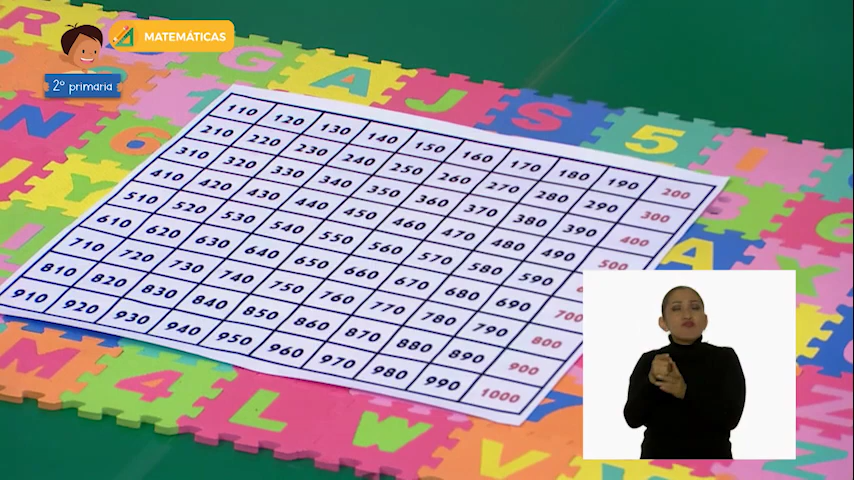 MATEMÁTICAS
2° primaria
110 120 130 140 150 160 170 180 190 200
210 220 230 240 250 260 270 280 290 300
310 320 330 340 350 360 370 380 390 400
410 420 430 440 450 460 470 480 490 500
510 520 530 540 550 560 570 580 590
610 620 630 640 650 660 670 680 690 700
710 720 730 740 750 760 770 780 790 800
810 820 830 840 850 860 870 880 890 900
910 920 930 940 950 960 970 980 990 1000
R G A J S 5 I
N 6
A
M 4 L W V